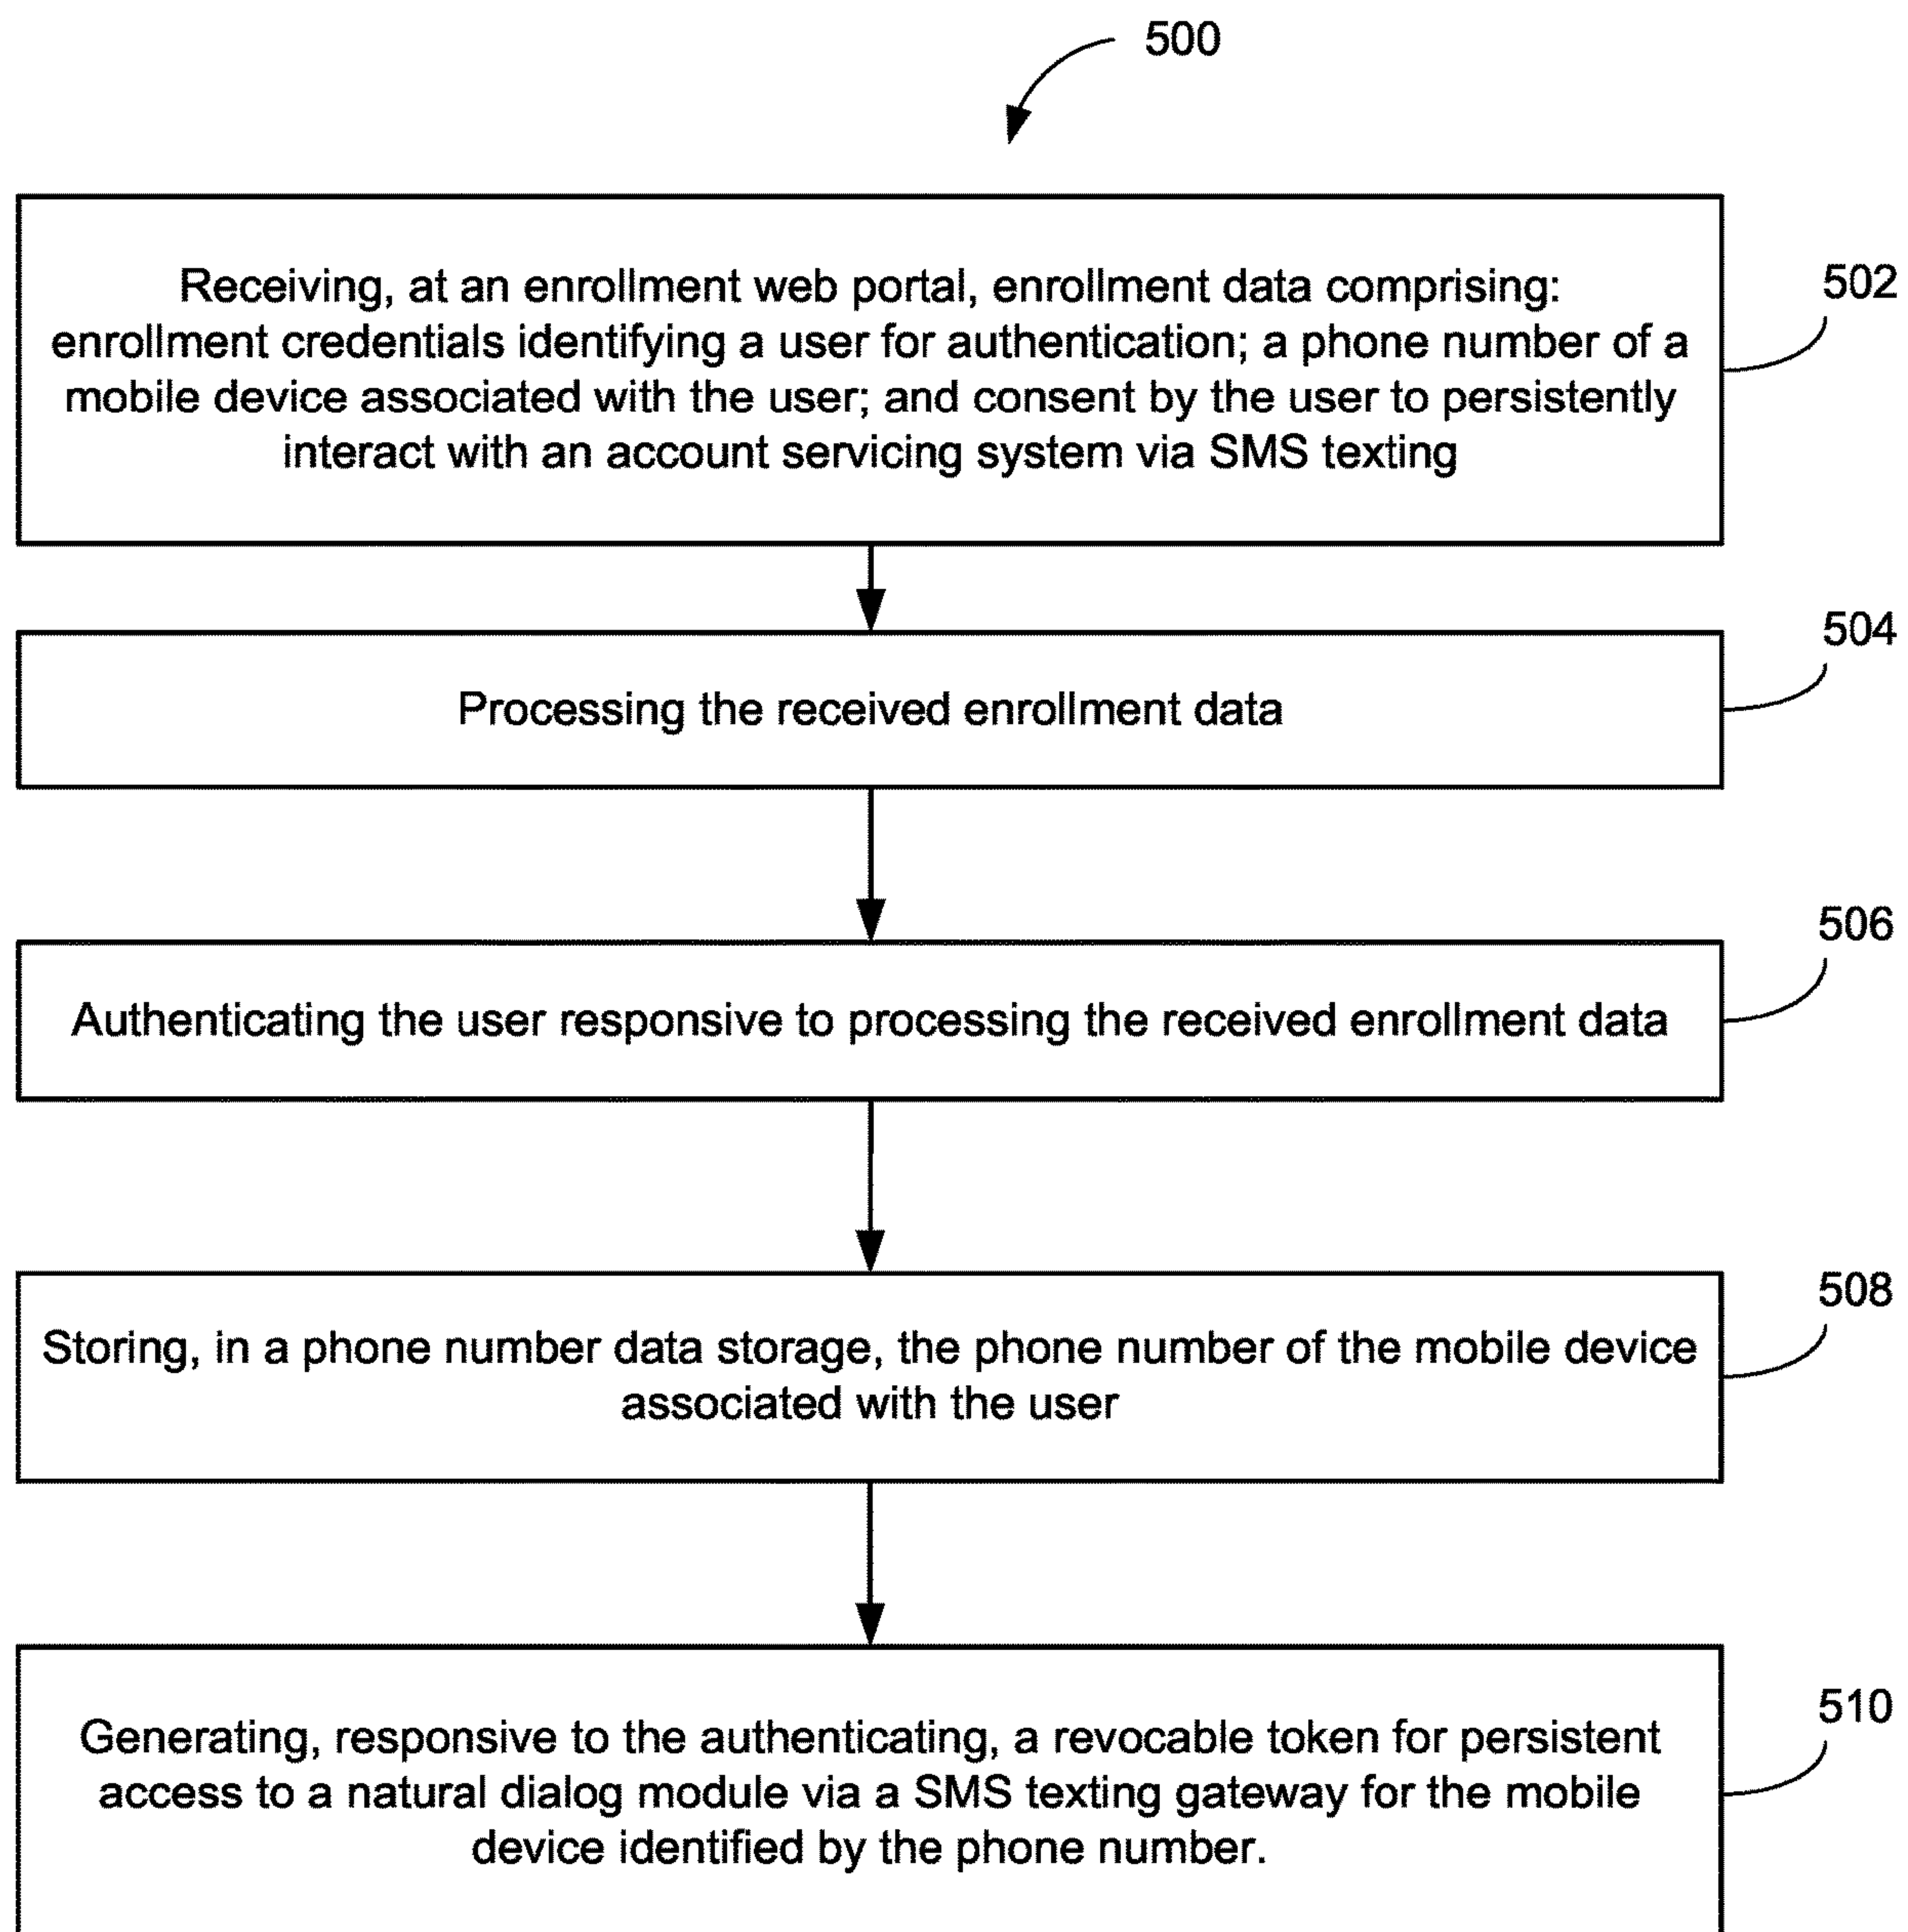 500
Receiving, at an enrollment web portal, enrollment data comprising:
enrollment credentials identifying a user for authentication; a phone number of a
mobile device associated with the user; and consent by the user to persistently
interact with an account servicing system via SMS texting
502
504
Processing the received enrollment data
506
Authenticating the user responsive to processing the received enrollment data
508
Storing, in a phone number data storage, the phone number of the mobile device
associated with the user
510
Generating, responsive to the authenticating, a revocable token for persistent
access to a natural dialog module via a SMS texting gateway for the mobile
device identified by the phone number.